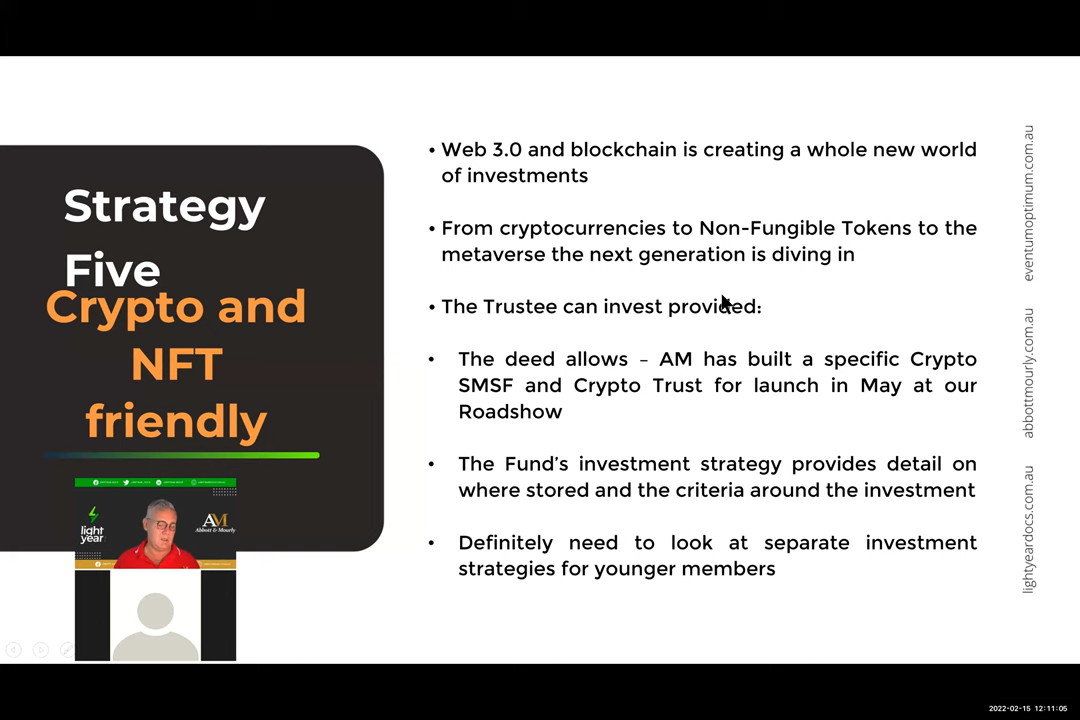 Strategy
Five
Crypto and
NFT
friendly
light
year
AM
Abbott & Mourly
• Web 3.0 and blockchain is creating a whole new world
of investments
• From cryptocurrencies to Non-Fungible Tokens to the
metaverse the next generation is diving in
• The Trustee can invest provided:
• The deed allows – AM has built a specific Crypto
SMSF and Crypto Trust for launch in May at our
Roadshow
• The Fund's investment strategy provides detail on
where stored and the criteria around the investment
• Definitely need to look at separate investment
strategies for younger members
eventumoptimum.com.au
abbottmourly.com.au
lightyeardocs.com.au
2022-02-15 12:11:05